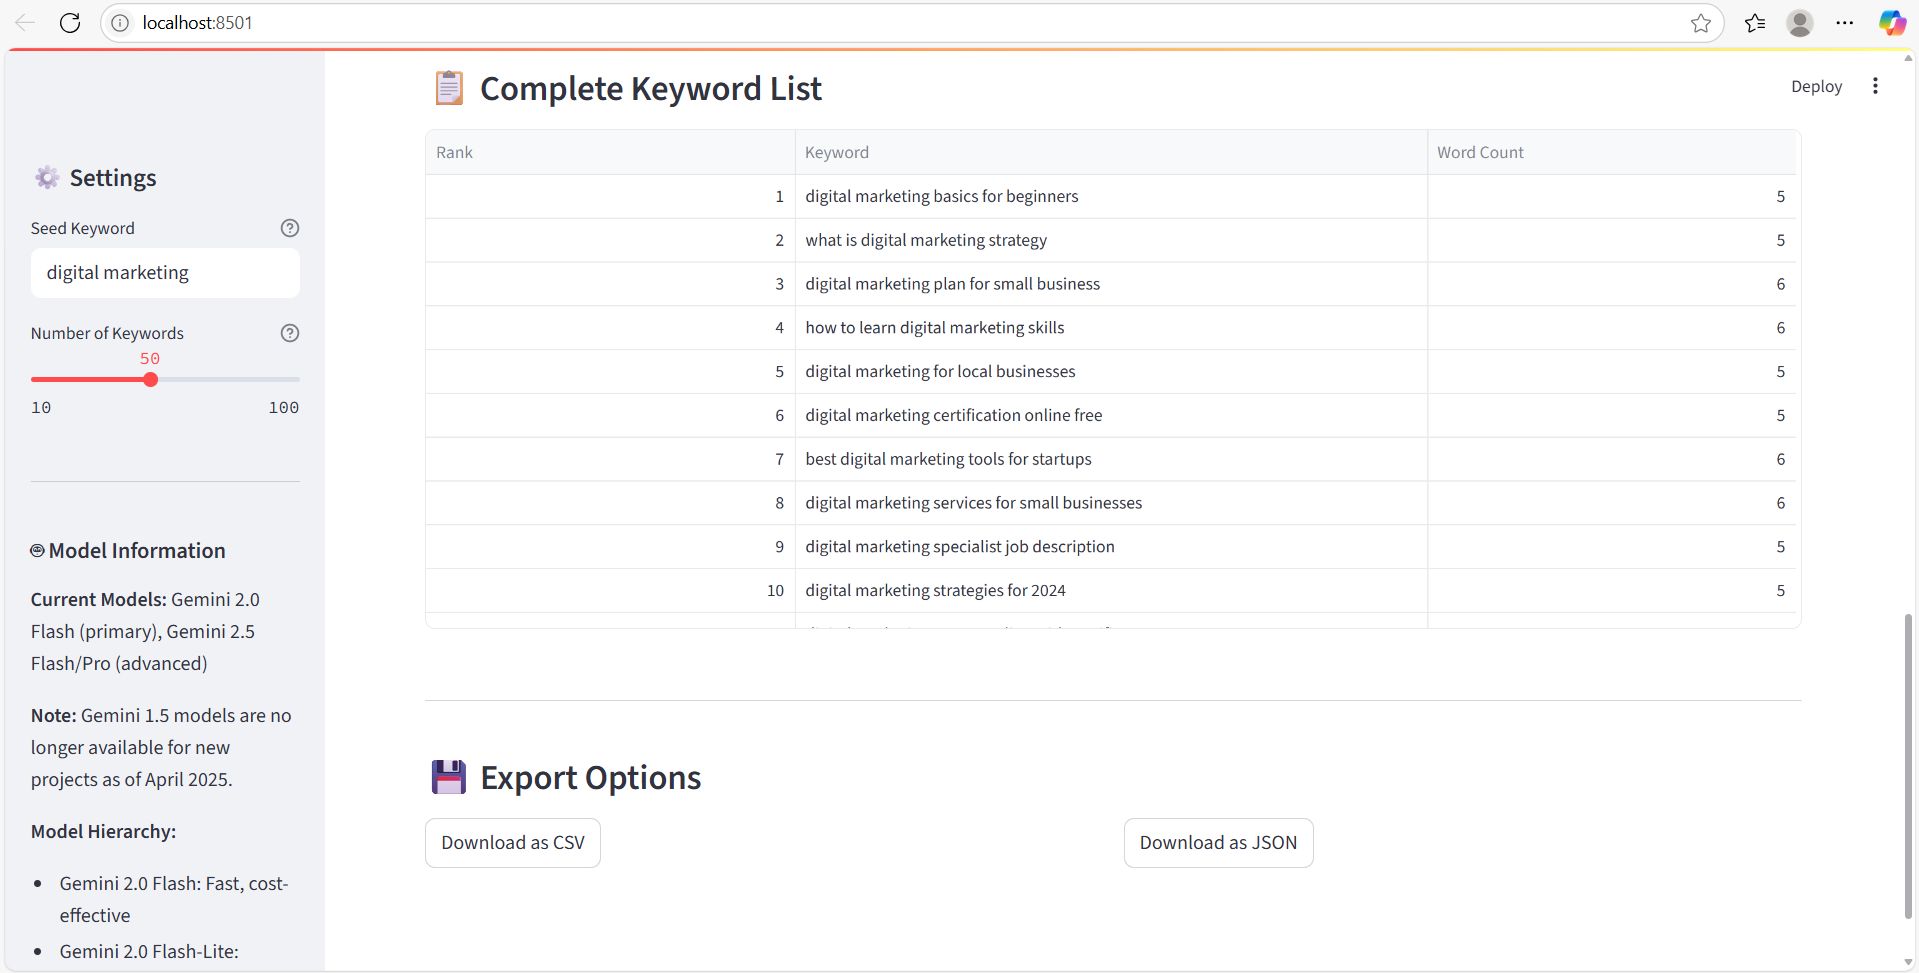 localhost:8501
Settings
Seed Keyword
digital marketing
Number of Keywords
50
10 100
Model Information
Current Models: Gemini 2.0
Flash (primary), Gemini 2.5
Flash/Pro (advanced)
Note: Gemini 1.5 models are no
longer available for new
projects as of April 2025.
Model Hierarchy:
Gemini 2.0 Flash: Fast, cost-
effective
Gemini 2.0 Flash-Lite:
Complete Keyword List
Deploy
Rank Keyword Word Count
1 digital marketing basics for beginners 5
2 what is digital marketing strategy 5
3 digital marketing plan for small business 6
4 how to learn digital marketing skills 6
5 digital marketing for local businesses 5
6 digital marketing certification online free 5
7 best digital marketing tools for startups 6
8 digital marketing services for small businesses 6
9 digital marketing specialist job description 5
10 digital marketing strategies for 2024 5
Export Options
Download as CSV
Download as JSON